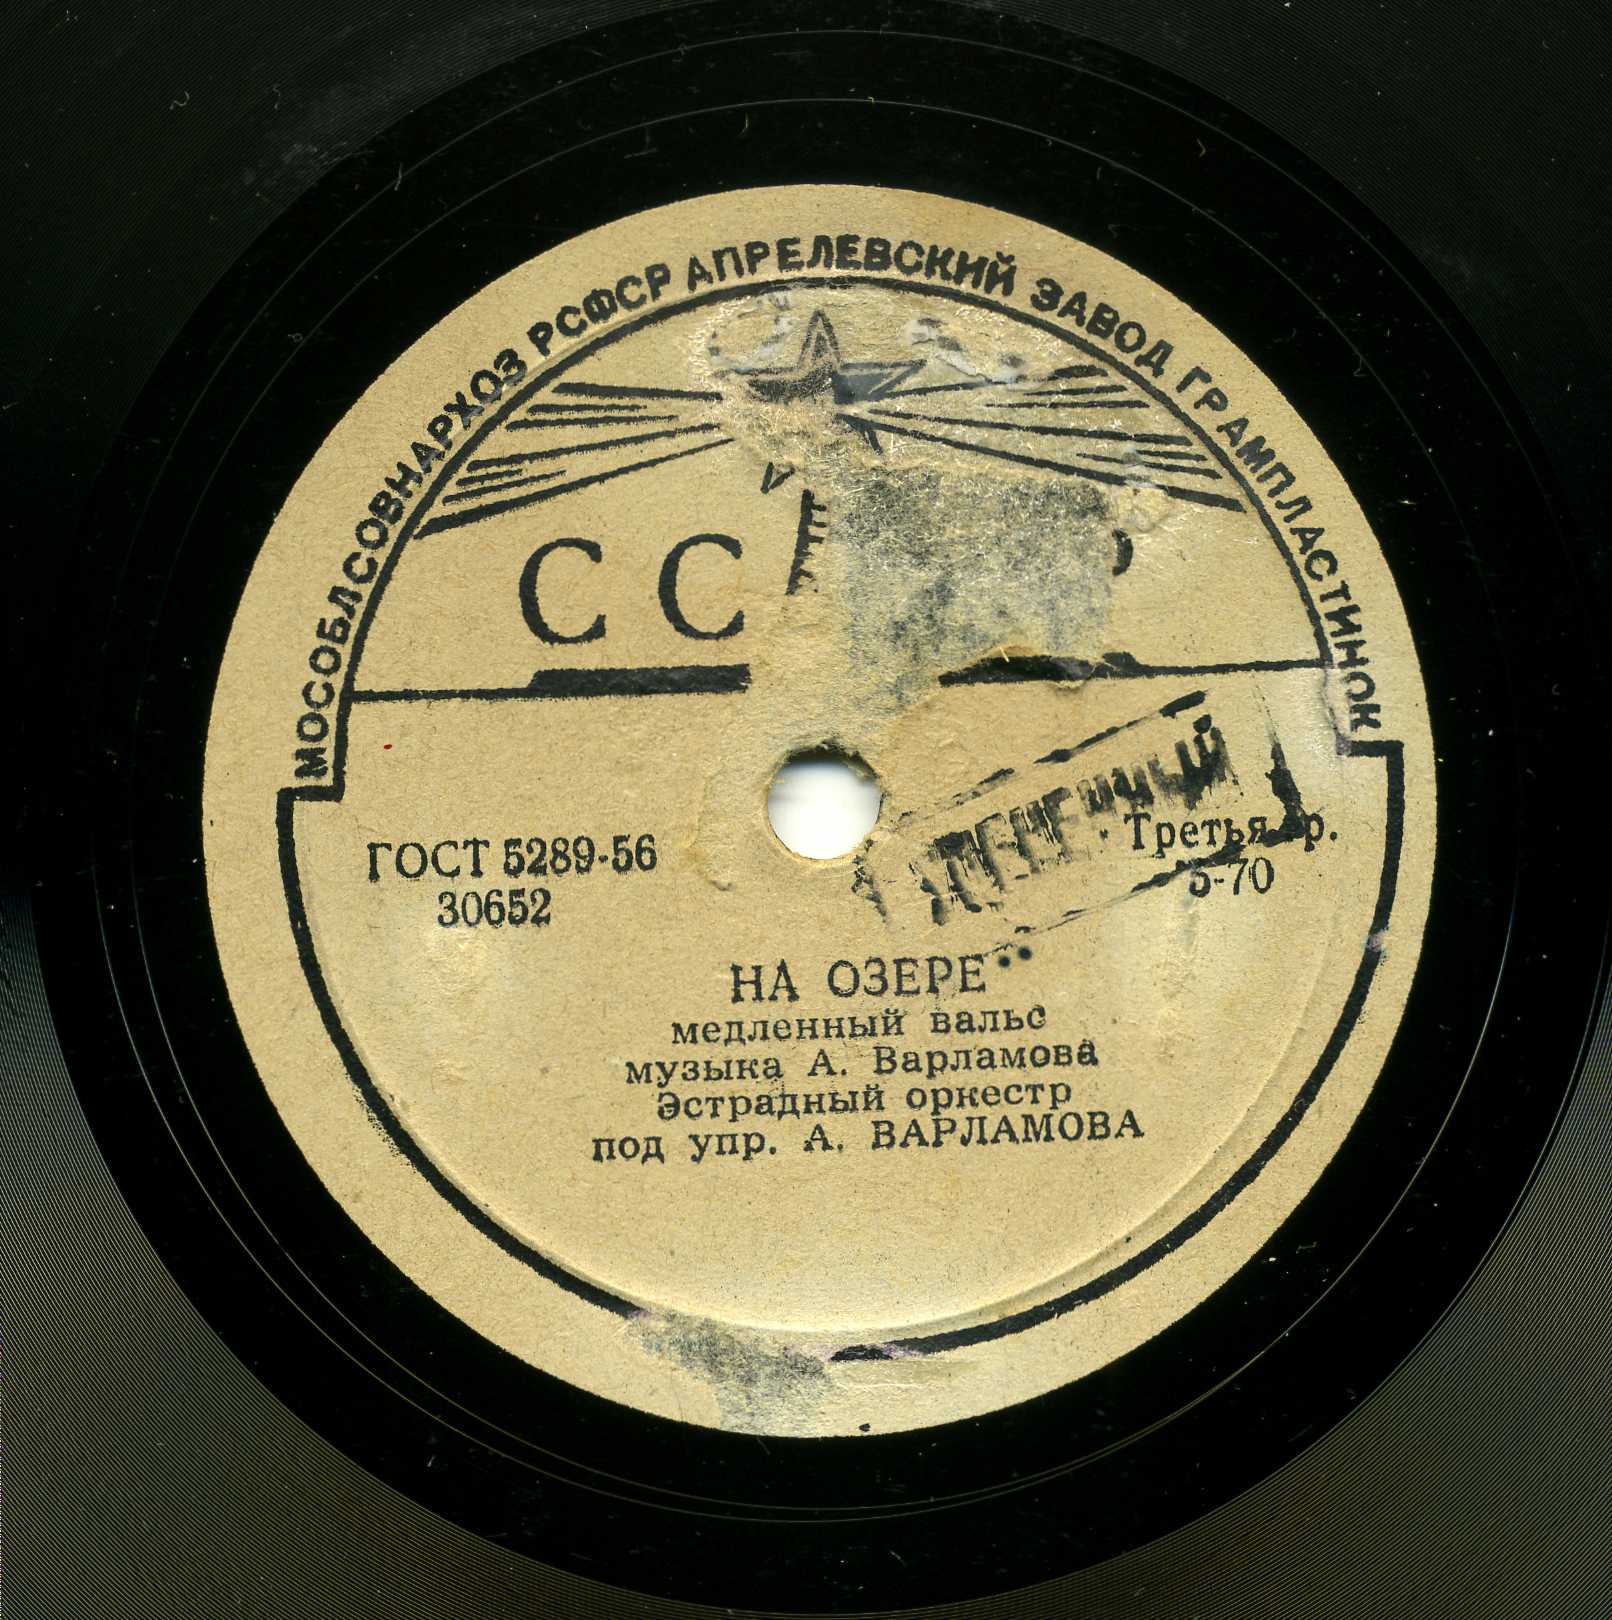 МОСОБЛСОВНАРХОЗ РСФСР АПРЕЛЕВСКИЙ ЗАВОД ГРАМПЛАСТИНОК
ГОСТ 5289-56
30652
Третья гр.
5-70
НА ОЗЕРЕ
медленный вальс
музыка А. Варламова
Эстрадный оркестр
под упр. А. ВАРЛАМОВА